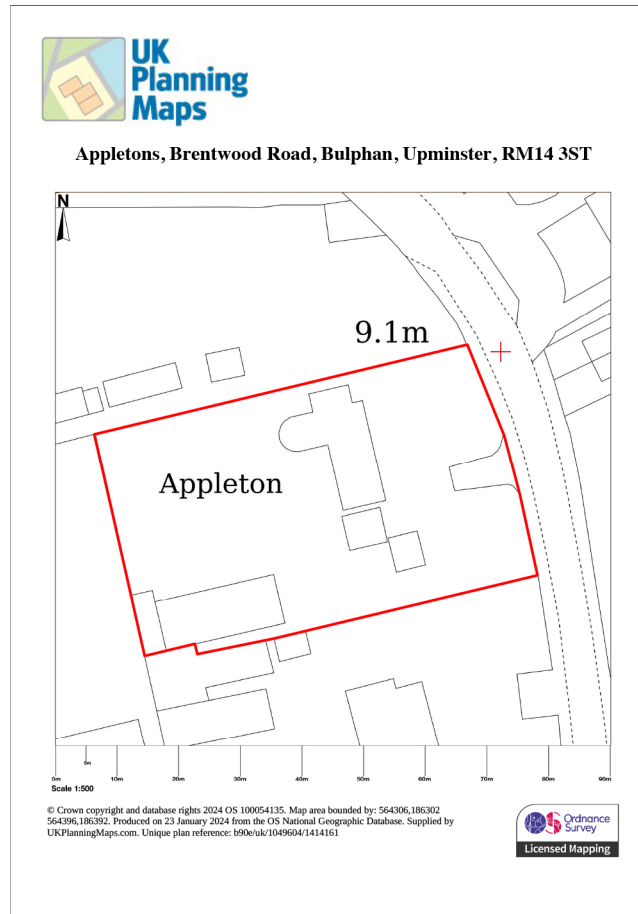 UK
Planning
Maps
Appletons, Brentwood Road, Bulphan, Upminster, RM14 3ST
N
9.1m
Appleton
5m
0m 10m 20m 30m 40m 50m 60m 70m 80m 90m
Scale 1:500
© Crown copyright and database rights 2024 OS 100054135. Map area bounded by: 564306,186302
564396,186392. Produced on 23 January 2024 from the OS National Geographic Database. Supplied by
UKPlanningMaps.com. Unique plan reference: b90e/uk/1049604/1414161
Ordnance
Survey
Licensed Mapping